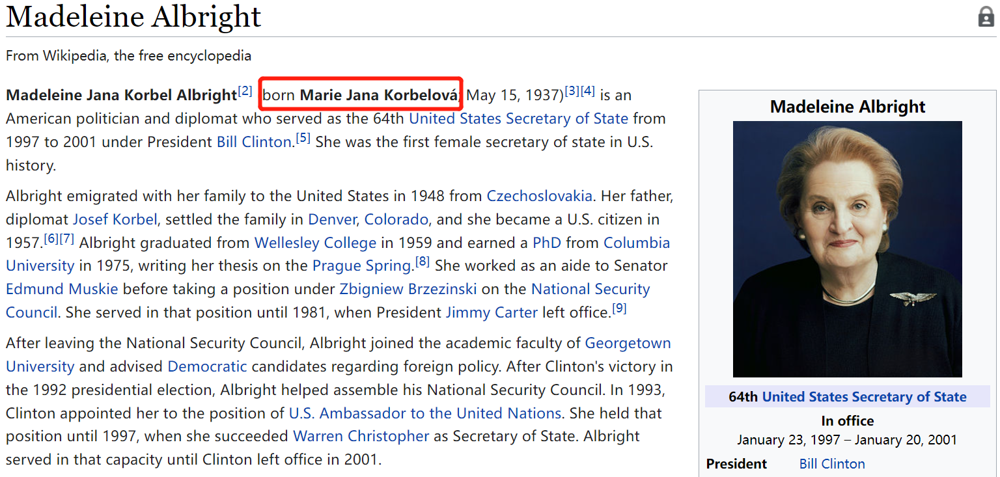 Madeleine Albright
From Wikipedia, the free encyclopedia
Madeleine Jana Korbel Albright[2] (born Marie Jana Korbelová; May 15, 1937)[3][4] is an
American politician and diplomat who served as the 64th United States Secretary of State from
1997 to 2001 under President Bill Clinton.[5] She was the first female secretary of state in U.S.
history.
Albright emigrated with her family to the United States in 1948 from Czechoslovakia. Her father,
diplomat Josef Korbel, settled the family in Denver, Colorado, and she became a U.S. citizen in
1957.[6][7] Albright graduated from Wellesley College in 1959 and earned a PhD from Columbia
University in 1975, writing her thesis on the Prague Spring.[8] She worked as an aide to Senator
Edmund Muskie before taking a position under Zbigniew Brzezinski on the National Security
Council. She served in that position until 1981, when President Jimmy Carter left office.[9]
After leaving the National Security Council, Albright joined the academic faculty of Georgetown
University and advised Democratic candidates regarding foreign policy. After Clinton's victory in
the 1992 presidential election, Albright helped assemble his National Security Council. In 1993,
Clinton appointed her to the position of U.S. Ambassador to the United Nations. She held that
position until 1997, when she succeeded Warren Christopher as Secretary of State. Albright
served in that capacity until Clinton left office in 2001.
Madeleine Albright
64th United States Secretary of State
In office
January 23, 1997 – January 20, 2001
President Bill Clinton